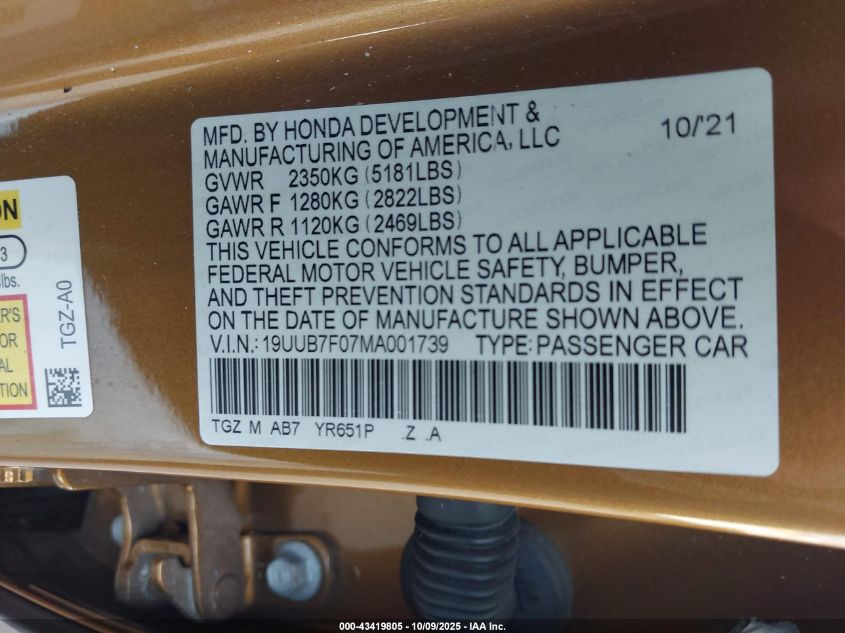 MFD. BY HONDA DEVELOPMENT &
MANUFACTURING OF AMERICA, LLC
10/'21
GVWR 2350KG (5181LBS)
GAWR F 1280KG (2822LBS)
GAWR R 1120KG (2469LBS)
THIS VEHICLE CONFORMS TO ALL APPLICABLE
FEDERAL MOTOR VEHICLE SAFETY, BUMPER,
AND THEFT PREVENTION STANDARDS IN EFFECT
ON THE DATE OF MANUFACTURE SHOWN ABOVE.
V.I.N.: 19UUB7F07MA001739 TYPE: PASSENGER CAR
TGZ M AB7 YR651P .Z .A
3
lbs.
TGZ-A0
000-43419805 - 10/09/2025 - IAA Inc.